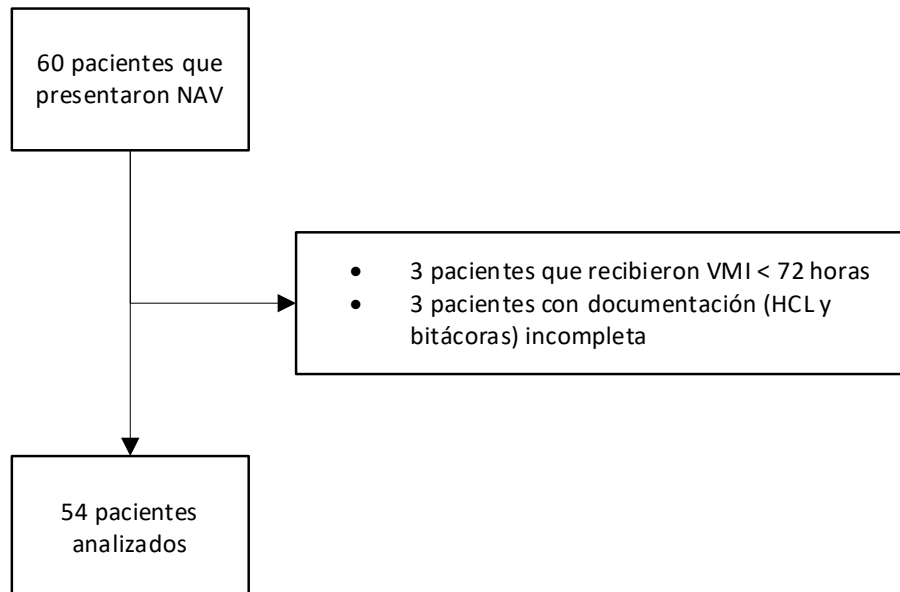 60 pacientes que
presentaron NAV
• 3 pacientes que recibieron VMI < 72 horas
• 3 pacientes con documentación (HCL y
bitácoras) incompleta
54 pacientes
analizados